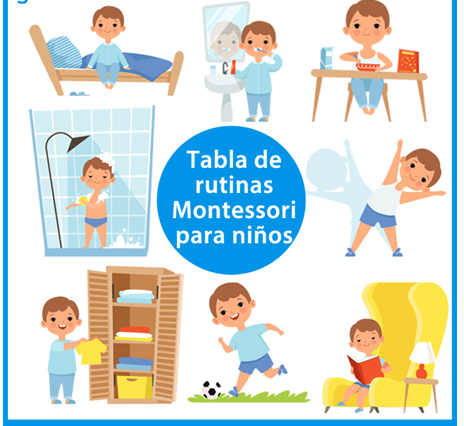 Tabla de
rutinas
Montessori
para niños